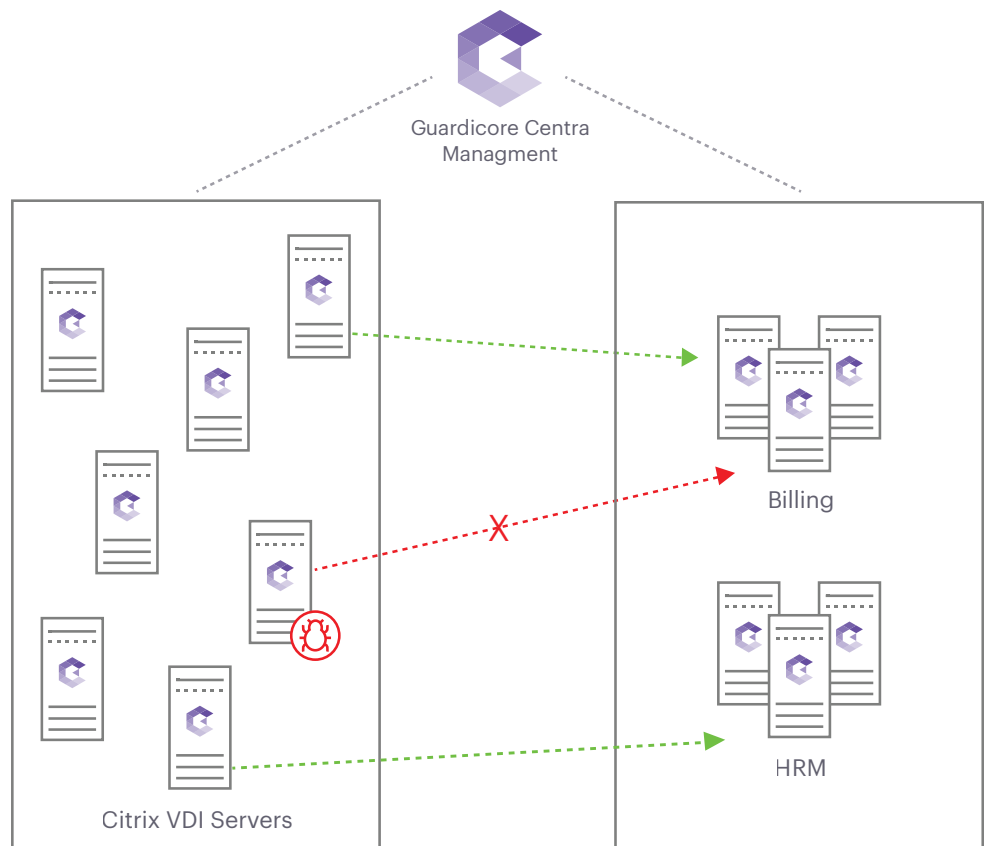 Guardicore Centra
Managment
X
Billing
HRM
Citrix VDI Servers